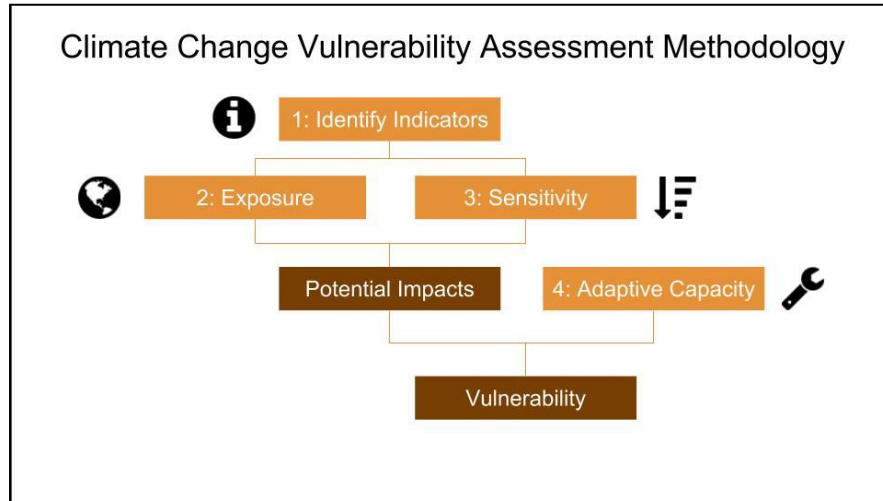 Climate Change Vulnerability Assessment Methodology
1: Identify Indicators
2: Exposure
3: Sensitivity
Potential Impacts
4: Adaptive Capacity
Vulnerability